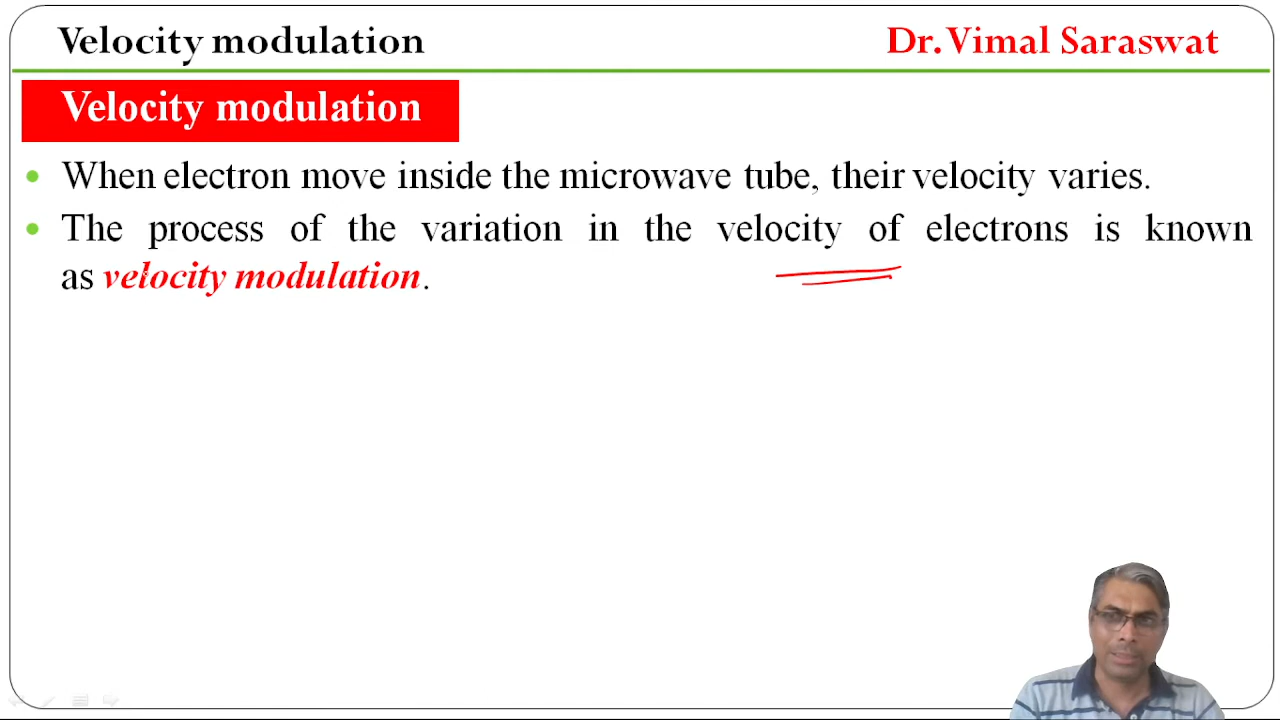 Velocity modulation
Dr. Vimal Saraswat
Velocity modulation
• When electron move inside the microwave tube, their velocity varies.
• The process of the variation in the velocity of electrons is known
as velocity modulation.